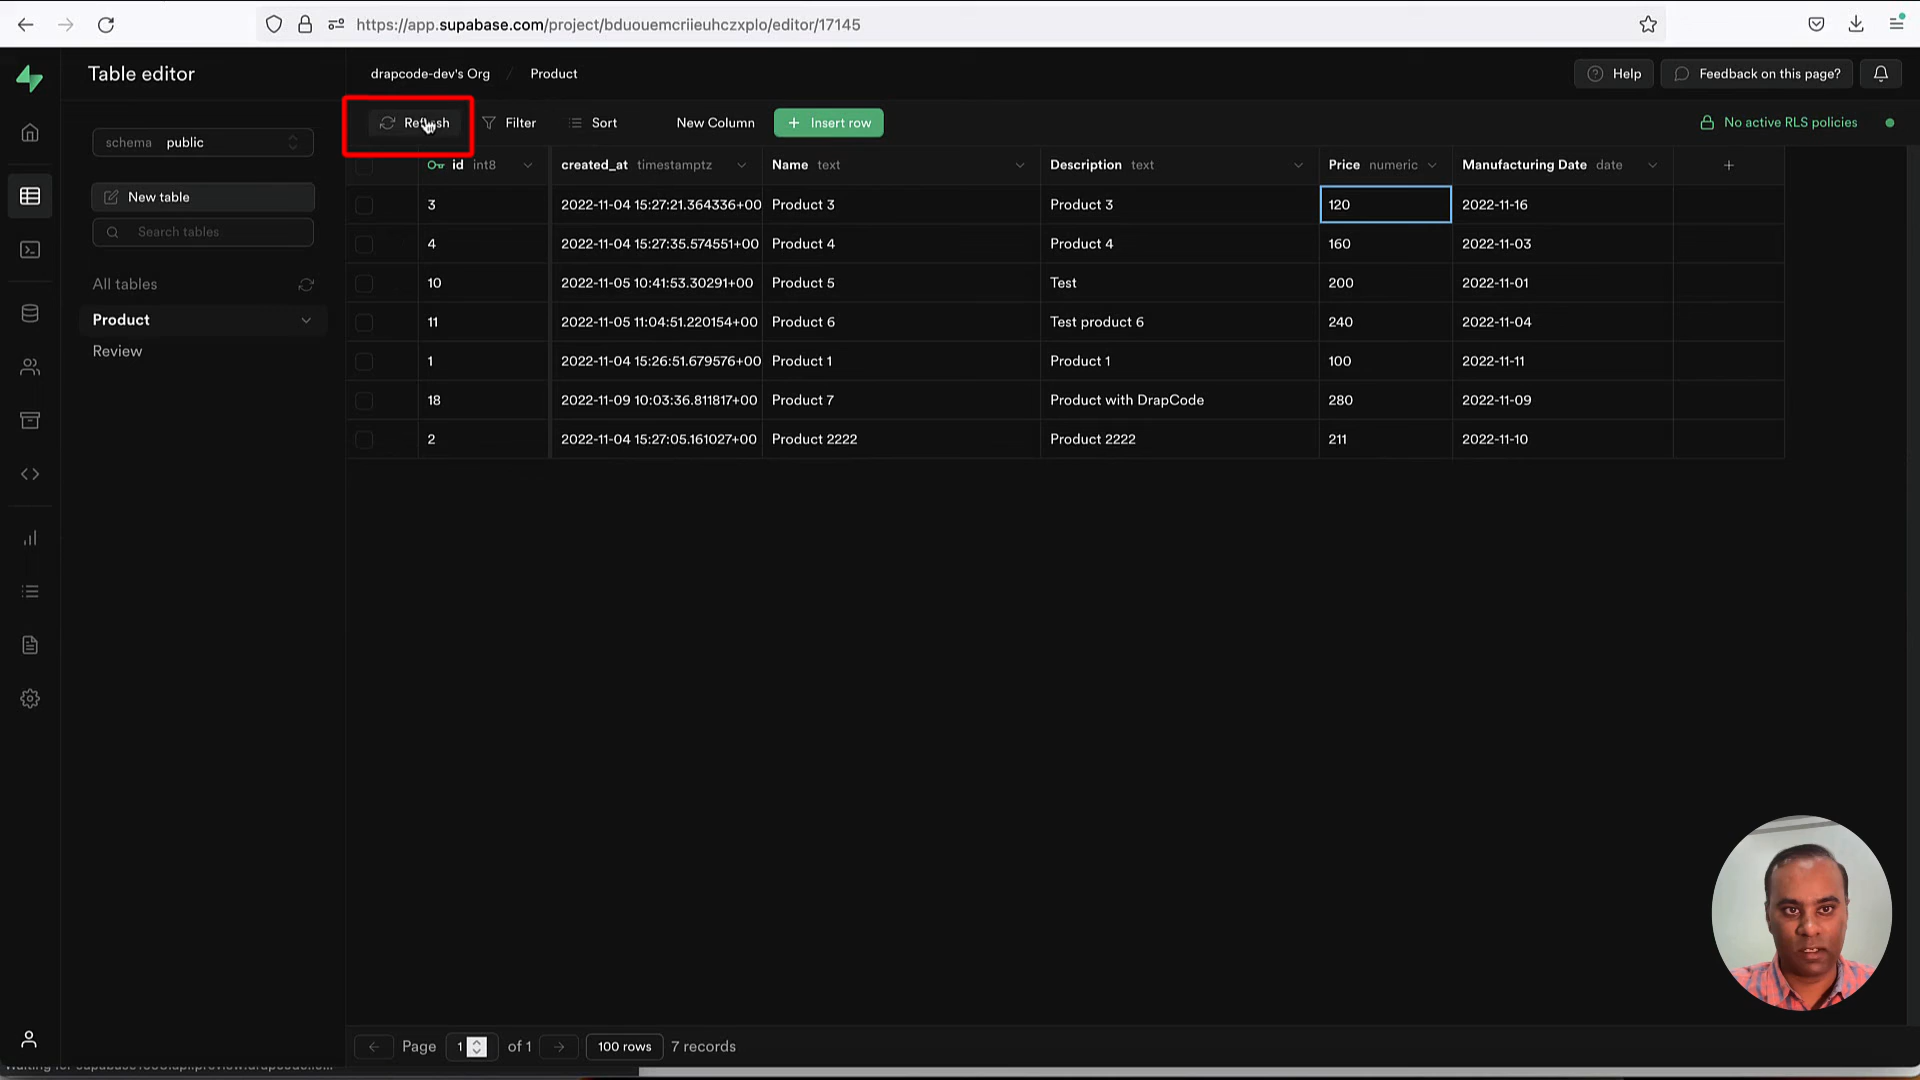 https://app.supabase.com/project/bduouemcriieuhczxplo/editor/17145
Table editor
drapcode-dev's Org / Product
Help
Feedback on this page?
schema public
Filter
Sort
New Column
+ Insert row
No active RLS policies
New table
Search tables
All tables
Product
Review
id int8 created_at timestamptz Name text Description text Price numeric Manufacturing Date date +
3 2022-11-04 15:27:21.364336+00 Product 3 Product 3 120 2022-11-16
4 2022-11-04 15:27:35.574551+00 Product 4 Product 4 160 2022-11-03
10 2022-11-05 10:41:53.30291+00 Product 5 Test 200 2022-11-01
11 2022-11-05 11:04:51.220154+00 Product 6 Test product 6 240 2022-11-04
1 2022-11-04 15:26:51.679576+00 Product 1 Product 1 100 2022-11-11
18 2022-11-09 10:03:36.811817+00 Product 7 Product with DrapCode 280 2022-11-09
2 2022-11-04 15:27:05.161027+00 Product 2222 Product 2222 211 2022-11-10
Page 1 of 1 100 rows 7 records